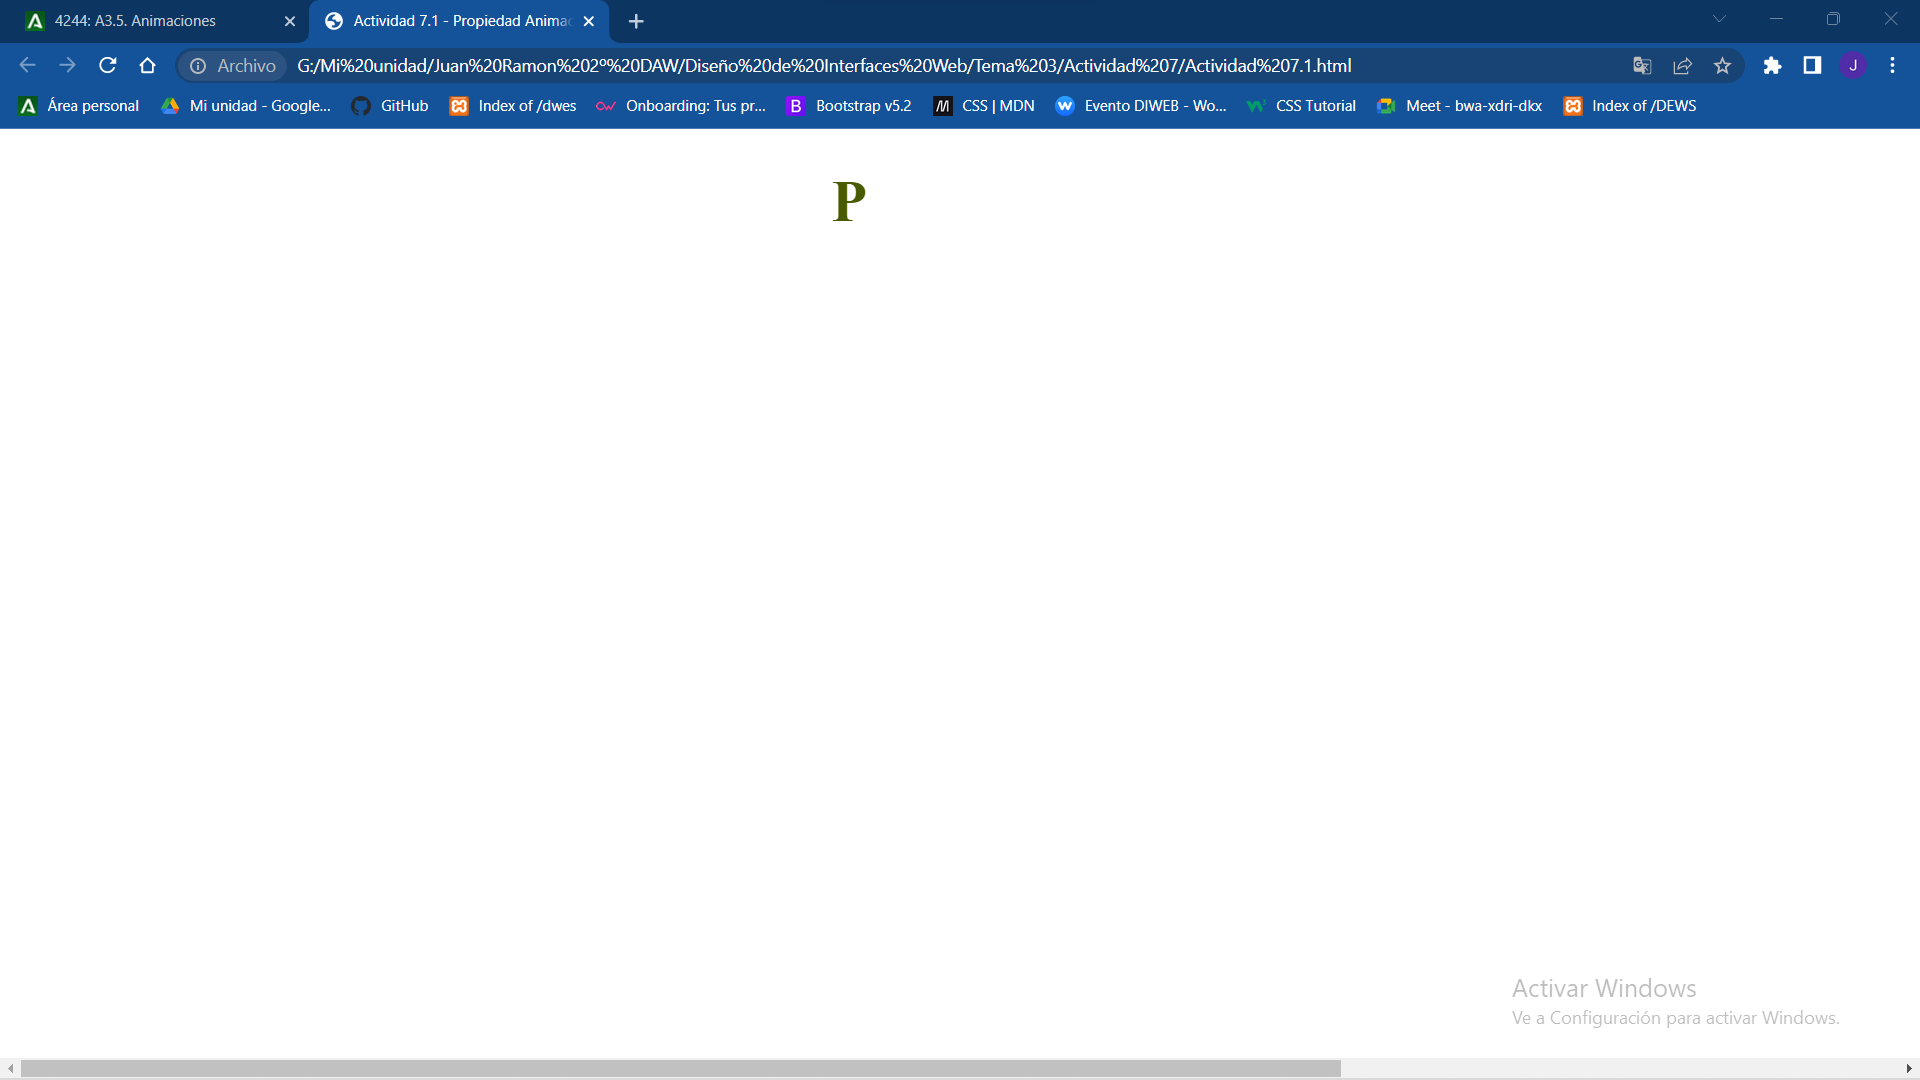 4244: A3.5. Animaciones
Actividad 7.1 - Propiedad Animac
Archivo G:/Mi%20unidad/Juan%20Ramon%202º%20DAW/Diseño%20de%20Interfaces%20Web/Tema%203/Actividad%207/Actividad%207.1.html
J
Área personal Mi unidad - Google... GitHub Index of /dwes Onboarding: Tus pr... B Bootstrap v5.2 CSS | MDN Evento DIWEB - Wo... CSS Tutorial Meet - bwa-xdri-dkx Index of /DEWS
P
Activar Windows
Ve a Configuración para activar Windows.